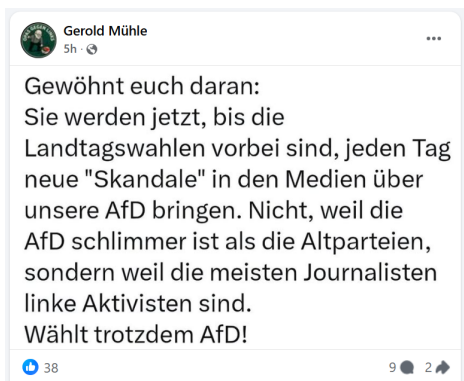 Gerold Mühle
5h
Gewöhnt euch daran:
Sie werden jetzt, bis die
Landtagswahlen vorbei sind, jeden Tag
neue "Skandale" in den Medien über
unsere AfD bringen. Nicht, weil die
AfD schlimmer ist als die Altparteien,
sondern weil die meisten Journalisten
linke Aktivisten sind.
Wählt trotzdem AfD!
38 9 2